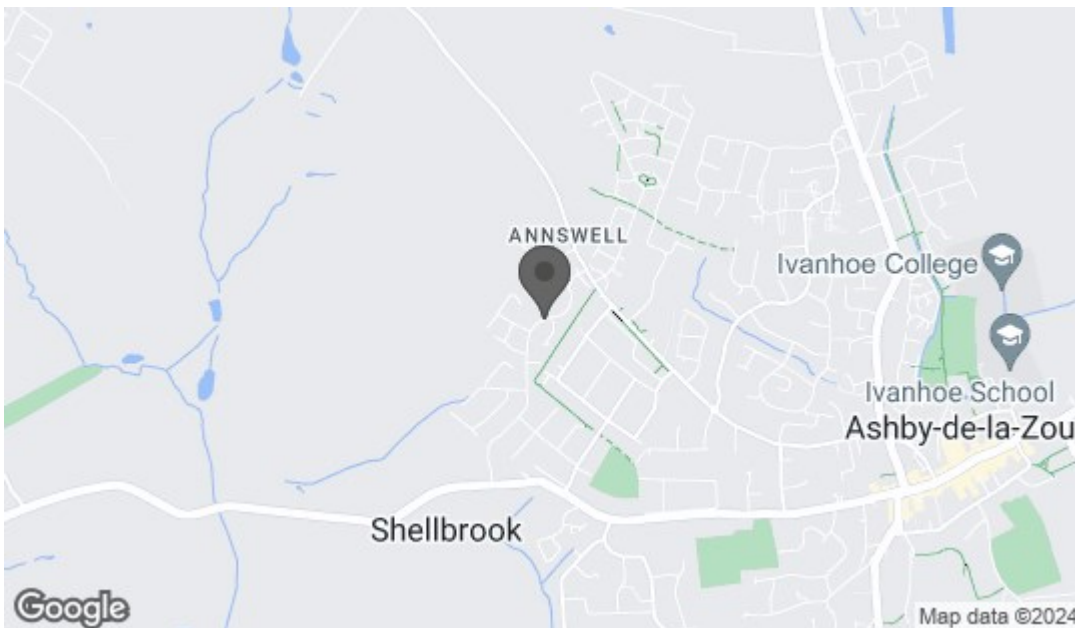 ANNSWELL
Ivanhoe College
Ivanhoe School
Ashby-de-la-Zou
Shellbrook
Google
Map data ©2024